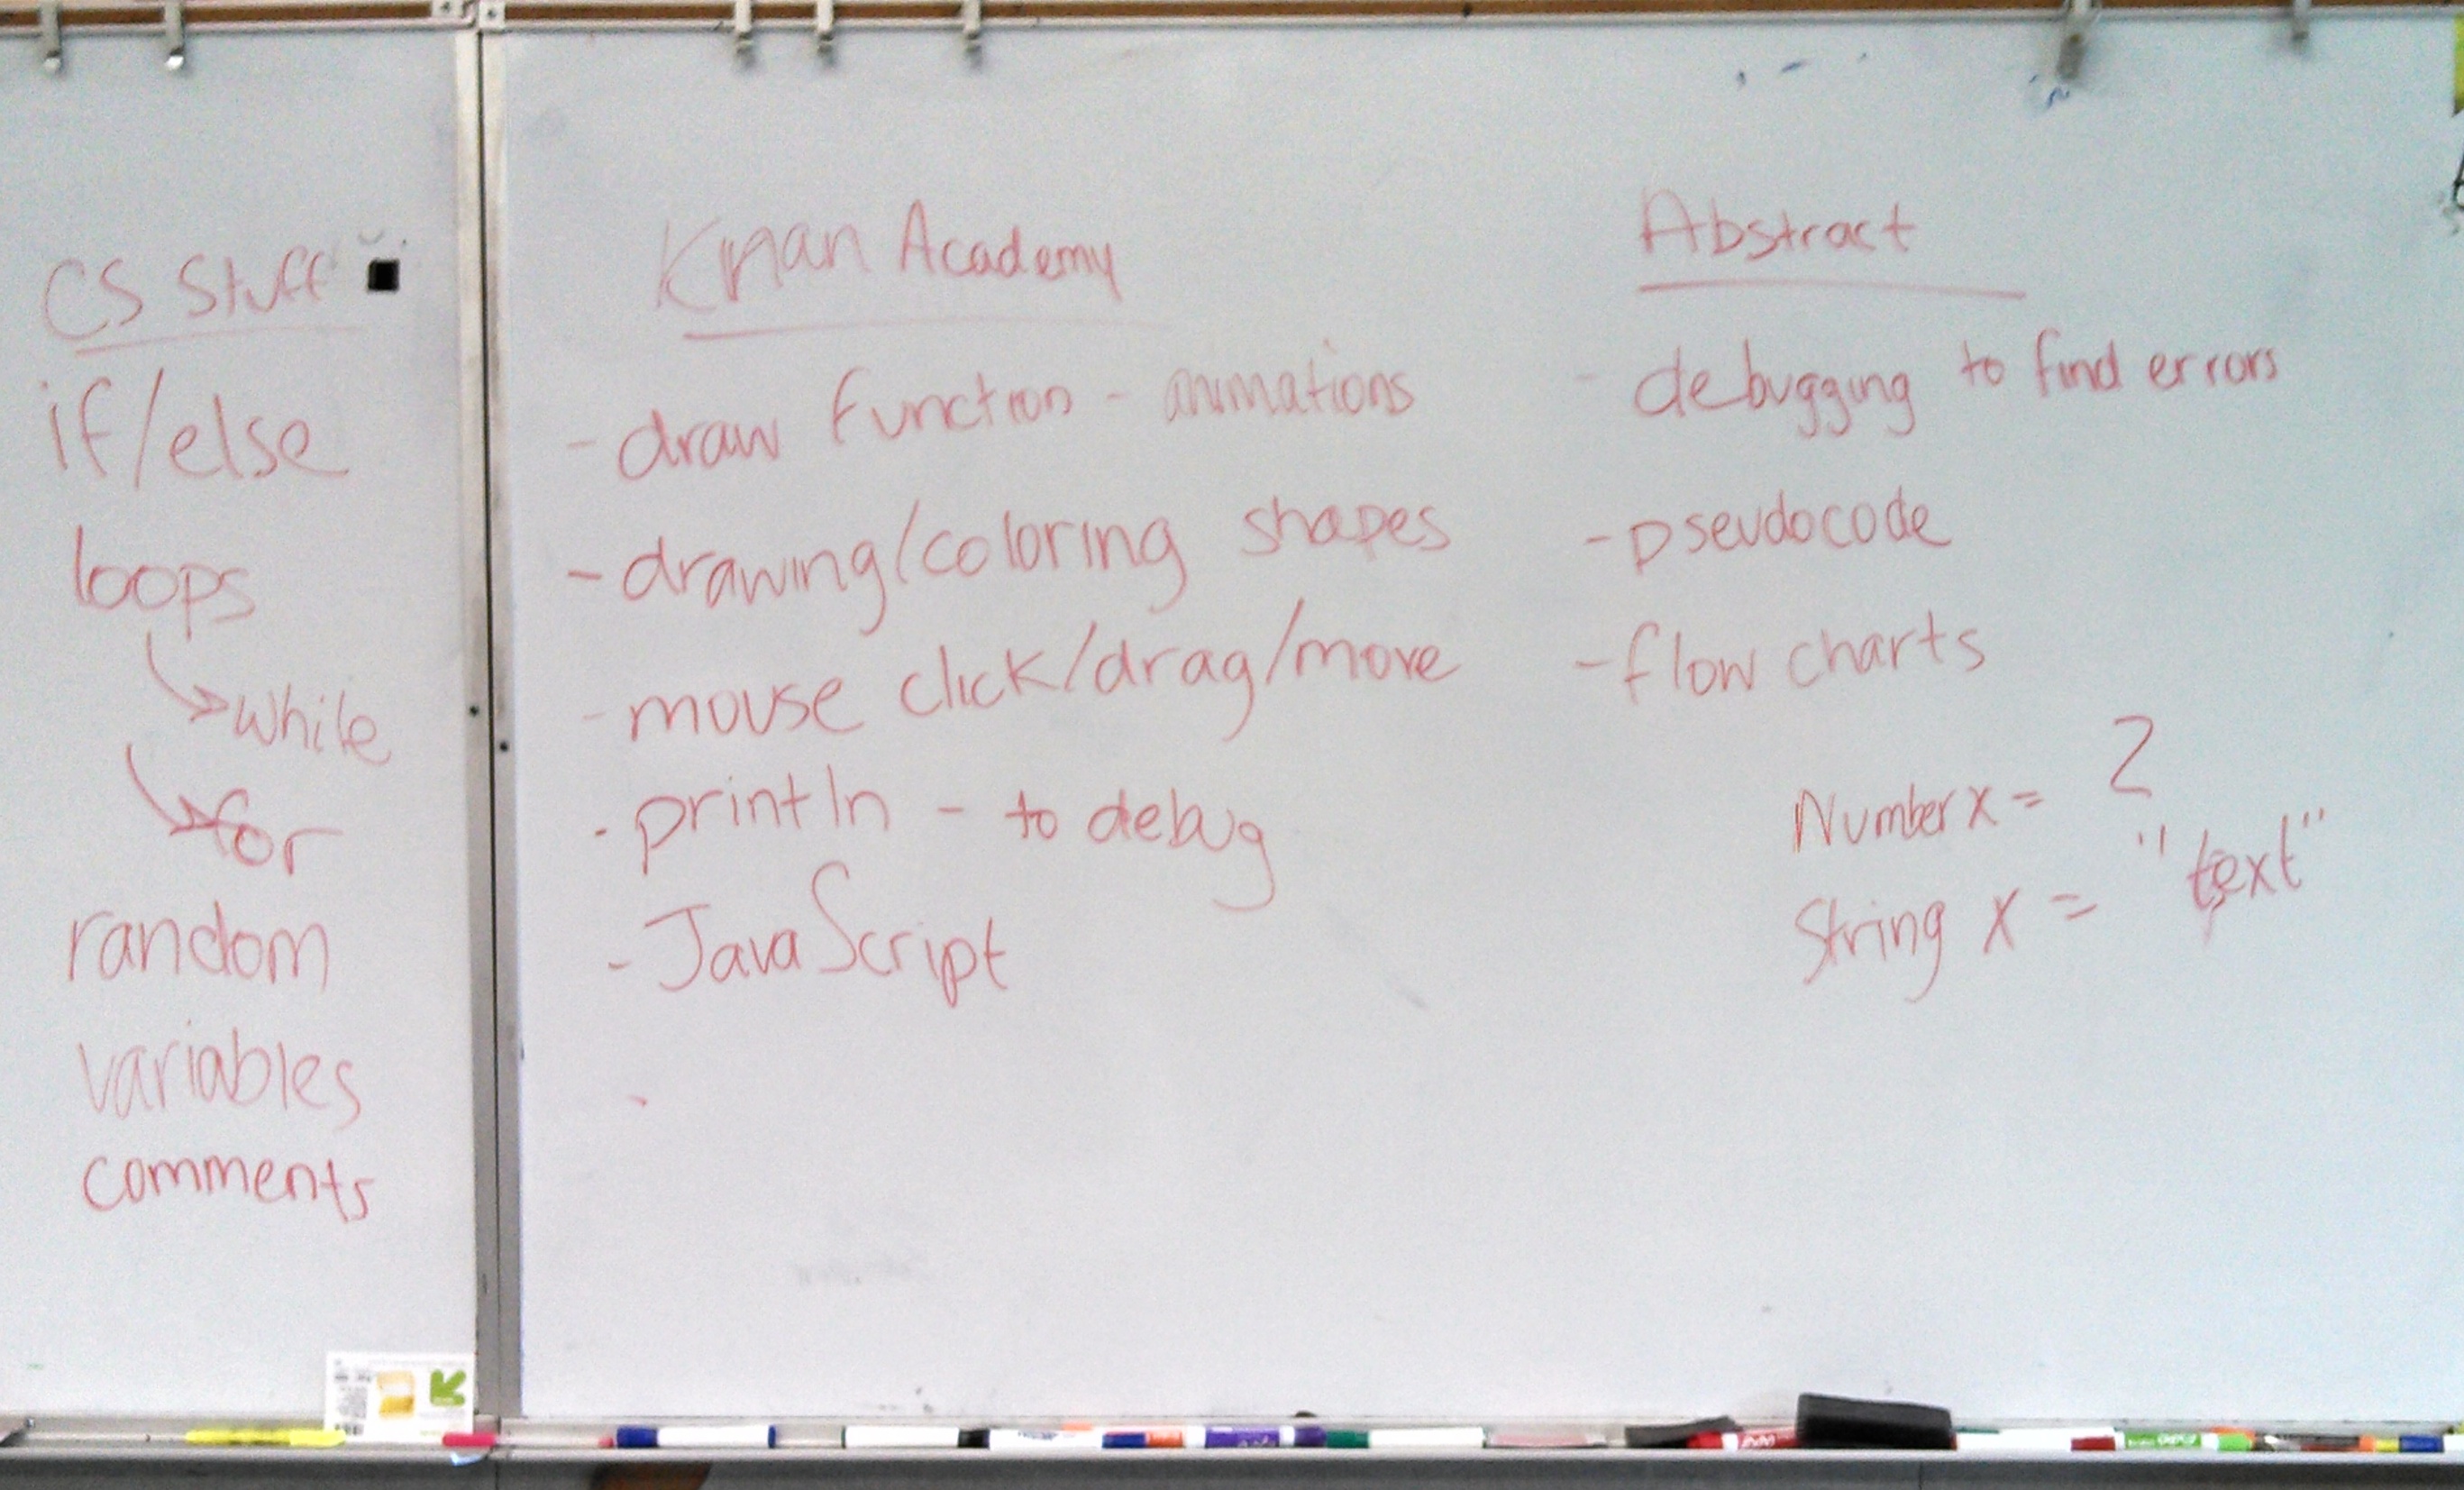 CS Stuff
if/else
loops
while
for
random
variables
comments
Khan Academy
- draw function - animations
- drawing/coloring shapes
- mouse click/drag/move
- println - to debug
- JavaScript
-
Abstract
- debugging to find errors
- pseudocode
- flow charts
Number x = 2
String x = "text"